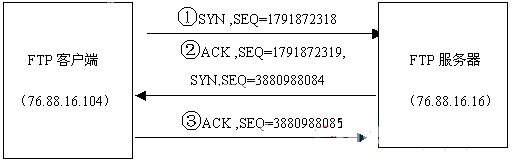 ①SYN ,SEQ=1791872318
②ACK ,SEQ=1791872319,
SYN,SEQ=3880988084
③ACK ,SEQ=3880988085
FTP 客户端
(76.88.16.104)
FTP 服务器
(76.88.16.16)